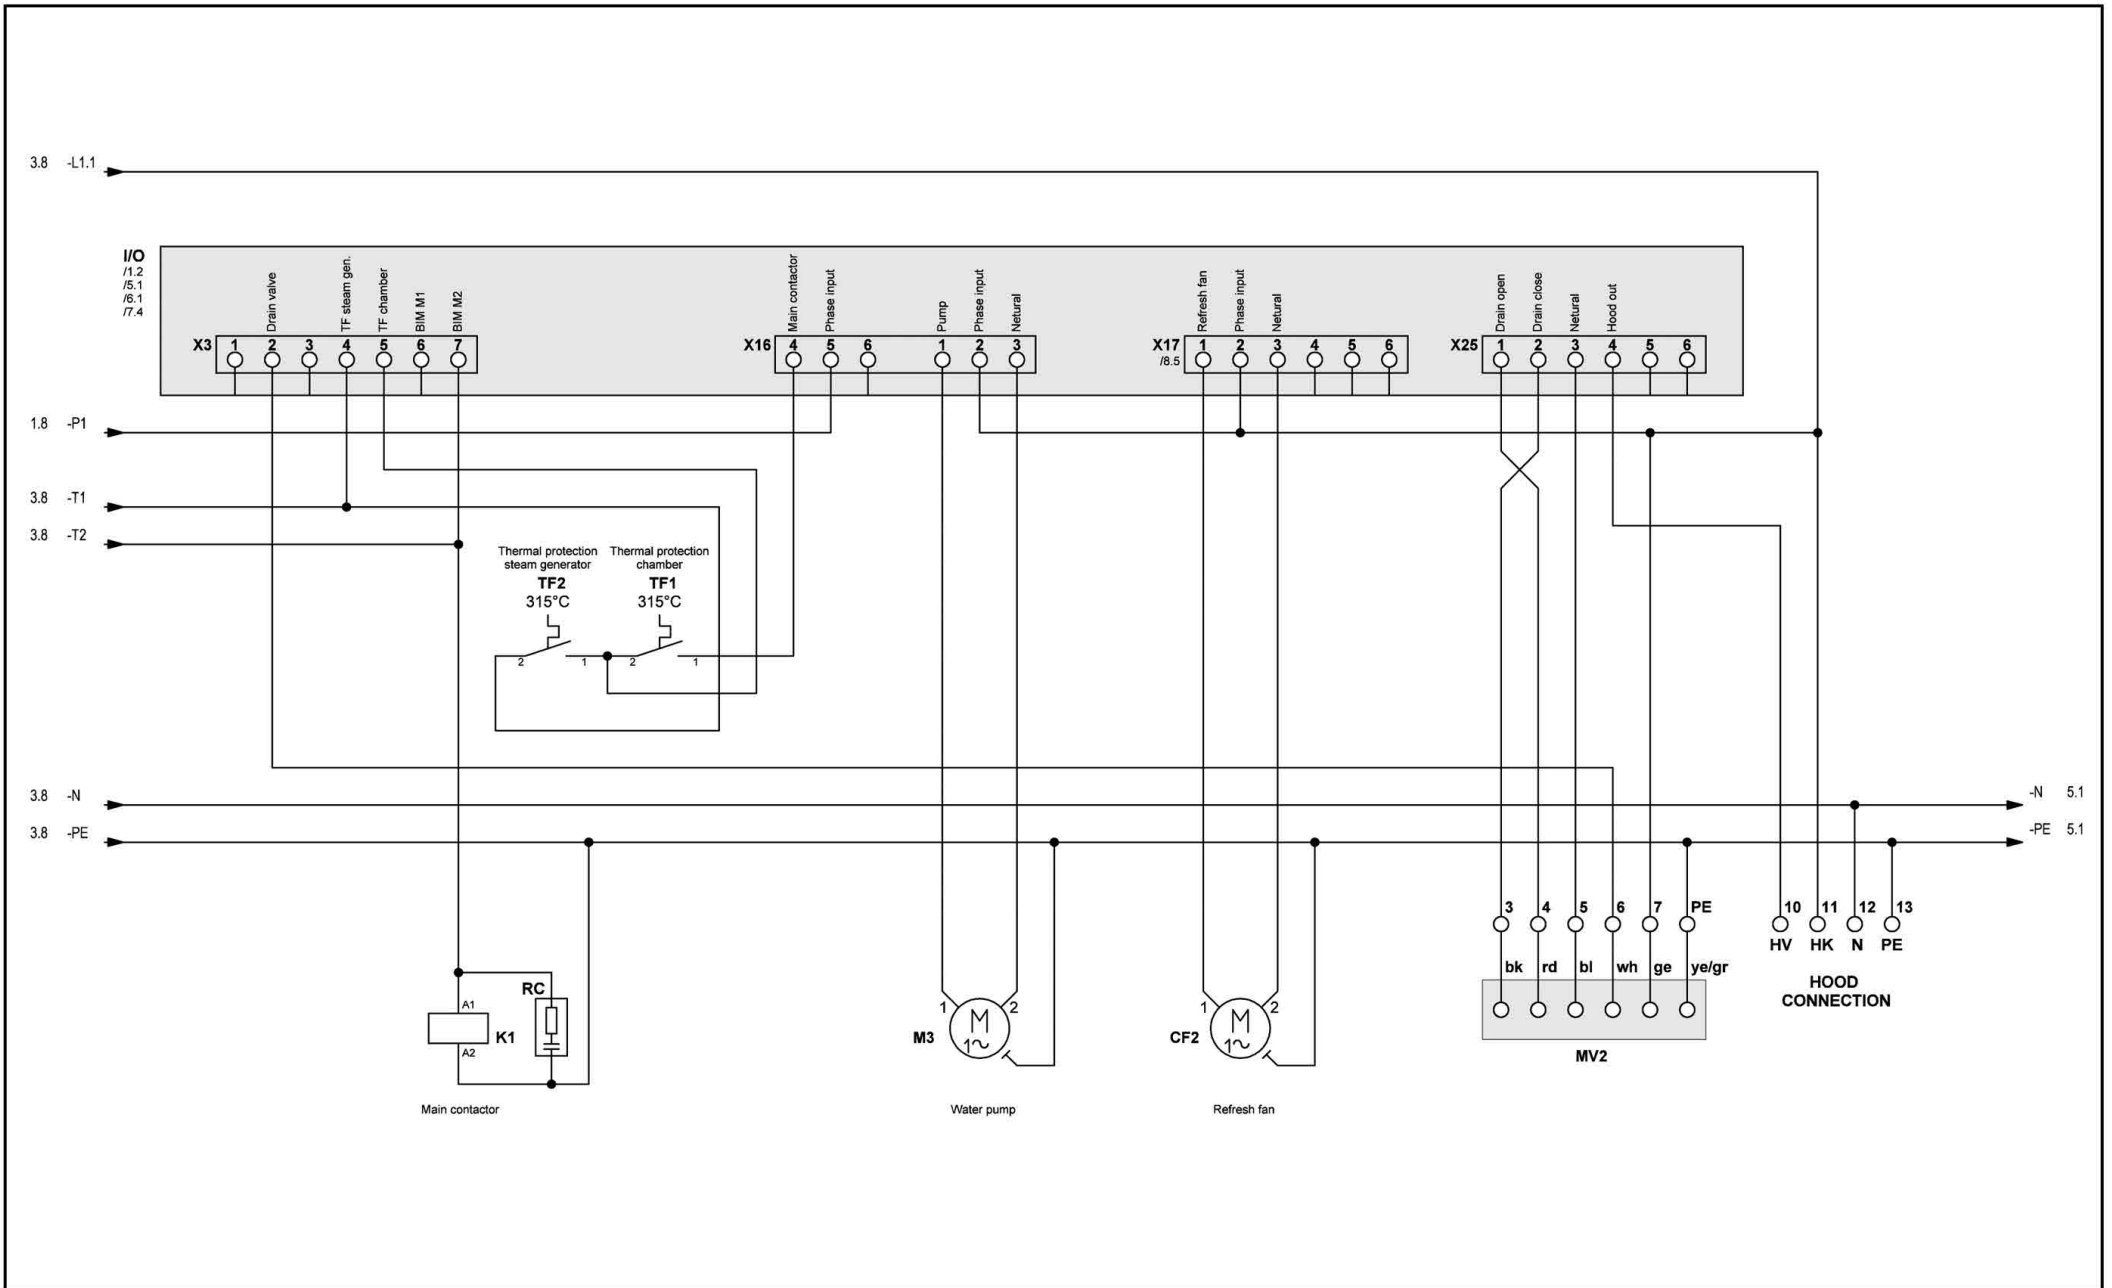 3.8 -L1.1
I/O
/1.2
/5.1
/6.1
/7.4
Drain valve
TF steam gen.
TF chamber
BIM M1
BIM M2
X3 1 2 3 4 5 6 7
Main contactor
Phase input
Pump
Phase input
Netural
X16 4 5 6 1 2 3
Refresh fan
Phase input
Netural
X17 1 2 3 4 5 6
/8.5
Drain open
Drain close
Netural
Hood out
X25 1 2 3 4 5 6
1.8 -P1
3.8 -T1
3.8 -T2
Thermal protection
steam generator
TF2
315°C
2 1
Thermal protection
chamber
TF1
315°C
2 1
3.8 -N
-N 5.1
3.8 -PE
-PE 5.1
3 4 5 6 7 PE
10 11 12 13
HV HK N PE
HOOD
CONNECTION
bk rd bl wh ge ye/gr
MV2
A1
K1
A2
RC
Main contactor
1 2
M
1~
M3
Water pump
1 2
M
1~
CF2
Refresh fan